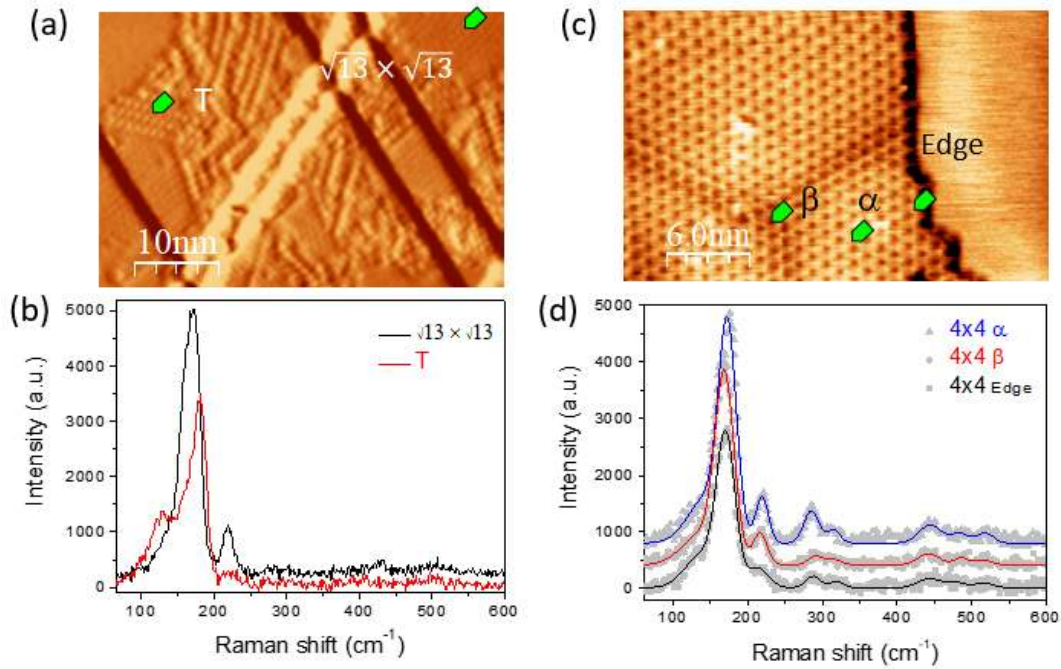 (a)
√13 × √13
T
10nm
(c)
Edge
β
α
6.0nm
(b)
5000
4000
3000
2000
1000
0
Intensity (a.u.)
√13 × √13
T
100
200
300
400
500
600
Raman shift (cm⁻¹)
(d)
5000
4000
3000
2000
1000
0
Intensity (a.u.)
4x4 α
4x4 β
4x4 Edge
100
200
300
400
500
600
Raman shift (cm⁻¹)